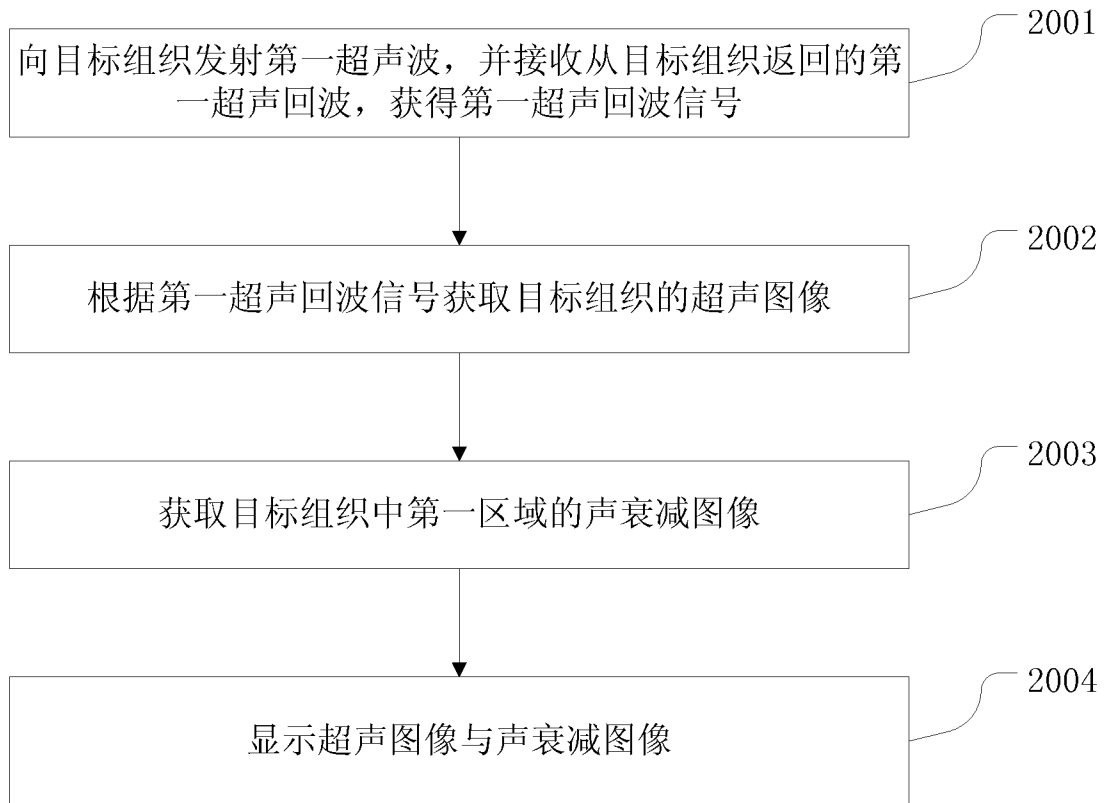 2001
向目标组织发射第一超声波，并接收从目标组织返回的第
一超声回波，获得第一超声回波信号
2002
根据第一超声回波信号获取目标组织的超声图像
2003
获取目标组织中第一区域的声衰减图像
2004
显示超声图像与声衰减图像